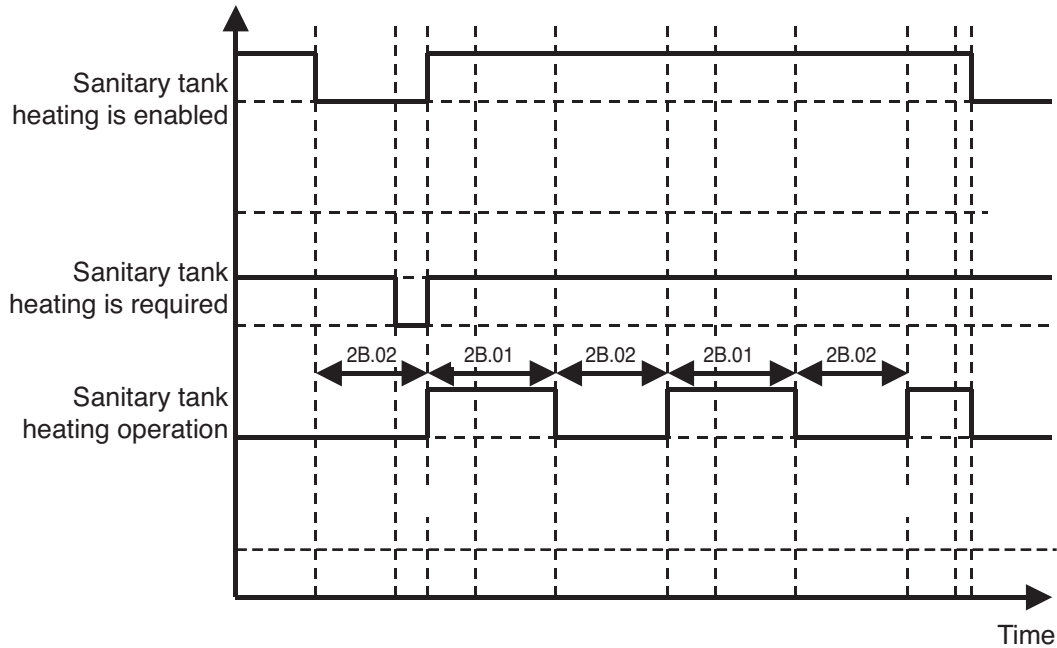 Sanitary tank
heating is enabled
Sanitary tank
heating is required
2B.02 2B.01 2B.02 2B.01 2B.02
Sanitary tank
heating operation
Time